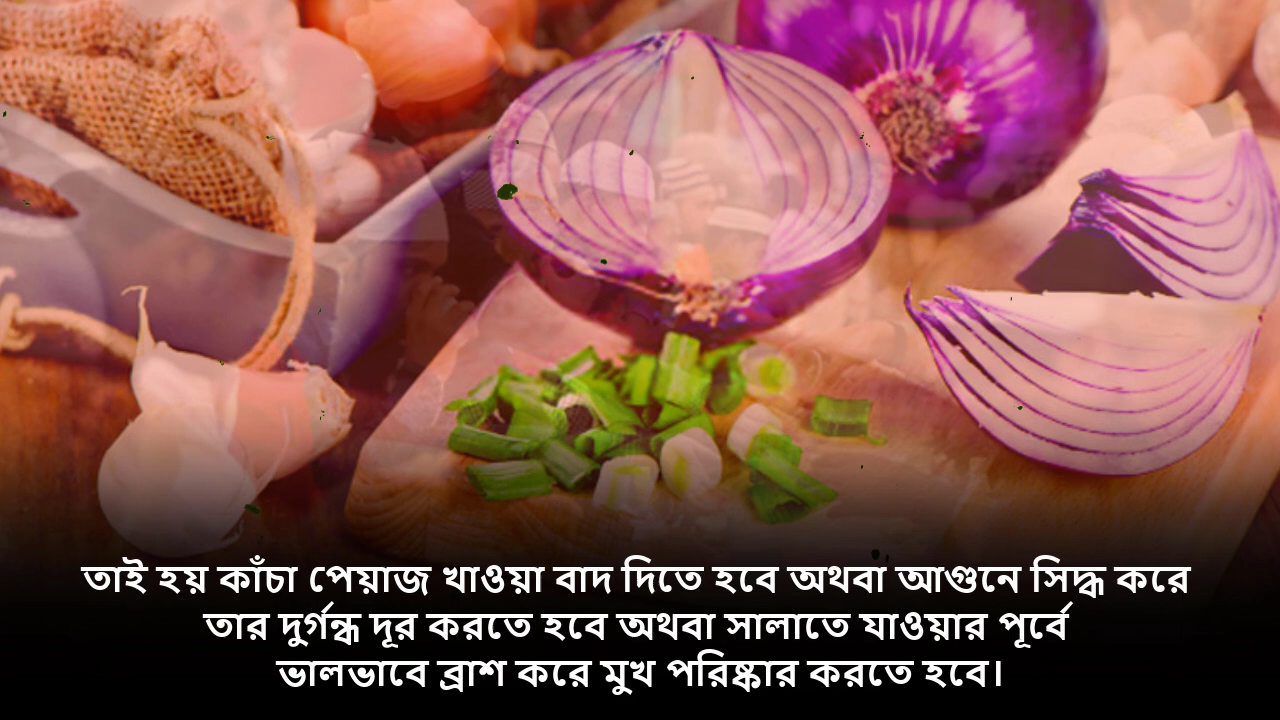 তাই হয় কাঁচা পেয়াজ খাওয়া বাদ দিতে হবে অথবা আগুনে সিদ্ধ করে
তার দুর্গন্ধ দূর করতে হবে অথবা সালাতে যাওয়ার পূর্বে
ভালভাবে ব্রাশ করে মুখ পরিষ্কার করতে হবে।